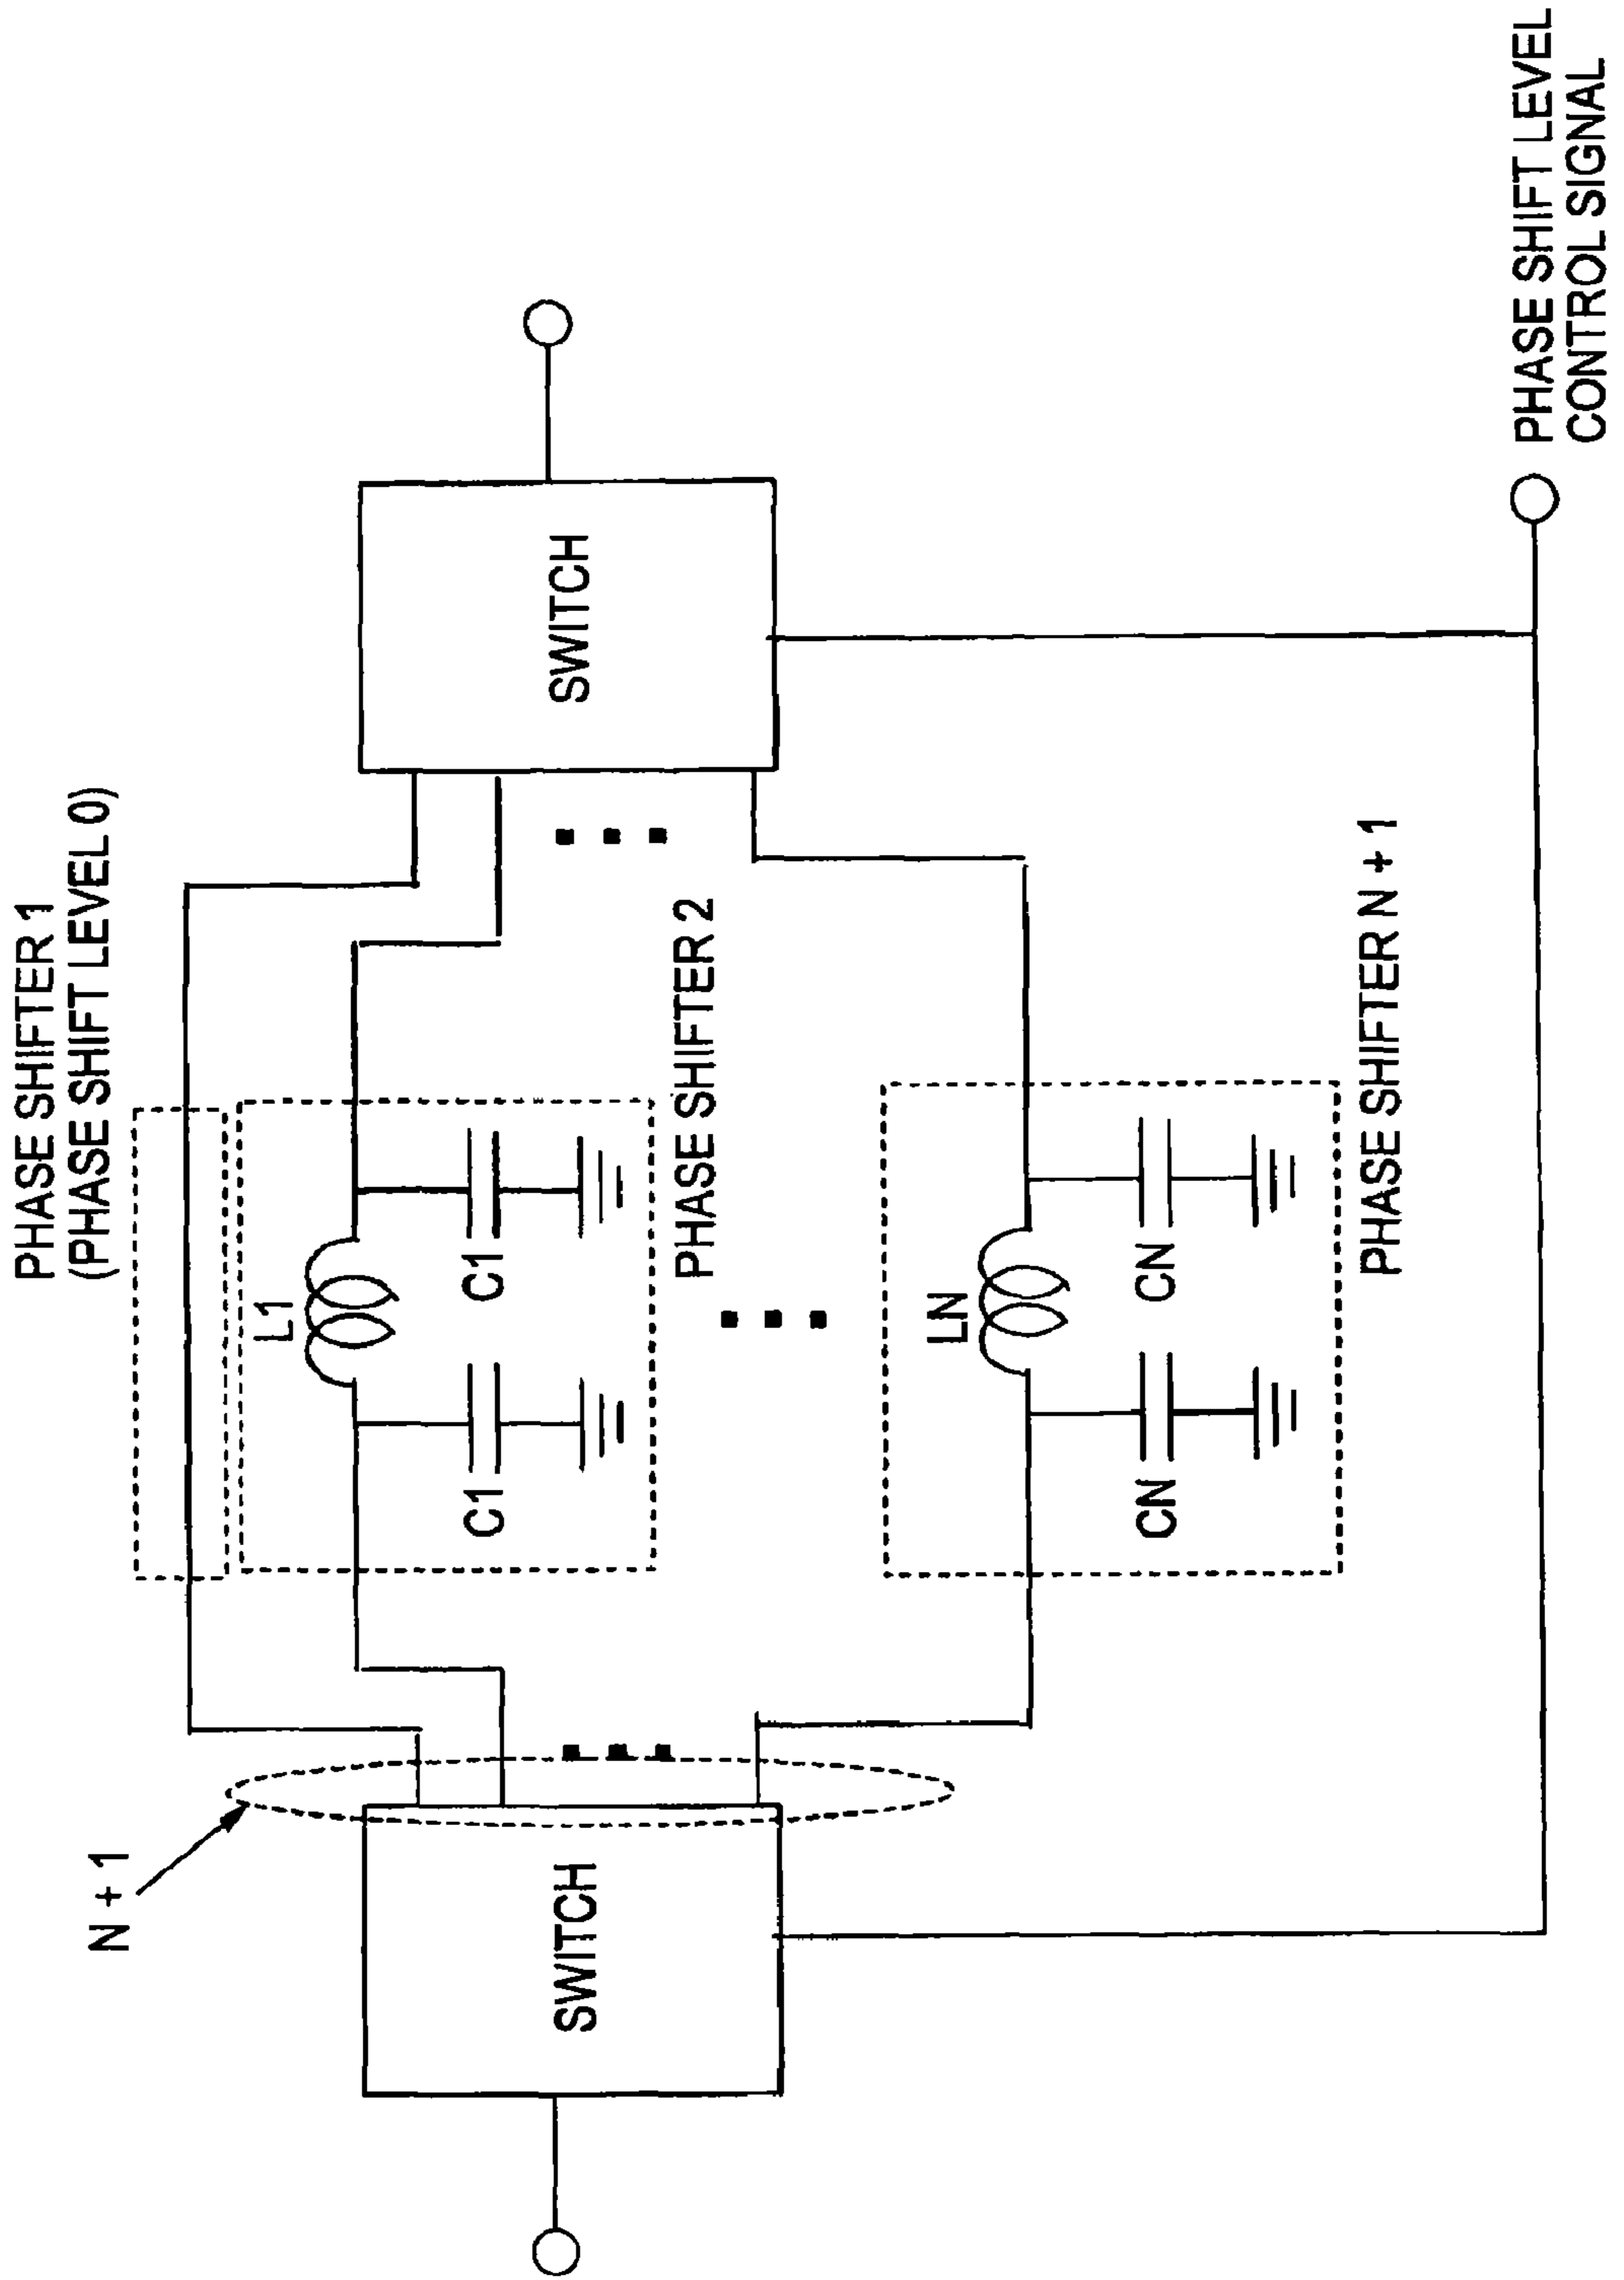 PHASE SHIFTER 1
(PHASE SHIFT LEVEL 0)
N + 1
L1
C1
C1
SWITCH
SWITCH
PHASE SHIFTER 2
LN
CN
CN
PHASE SHIFTER N + 1
PHASE SHIFT LEVEL
CONTROL SIGNAL